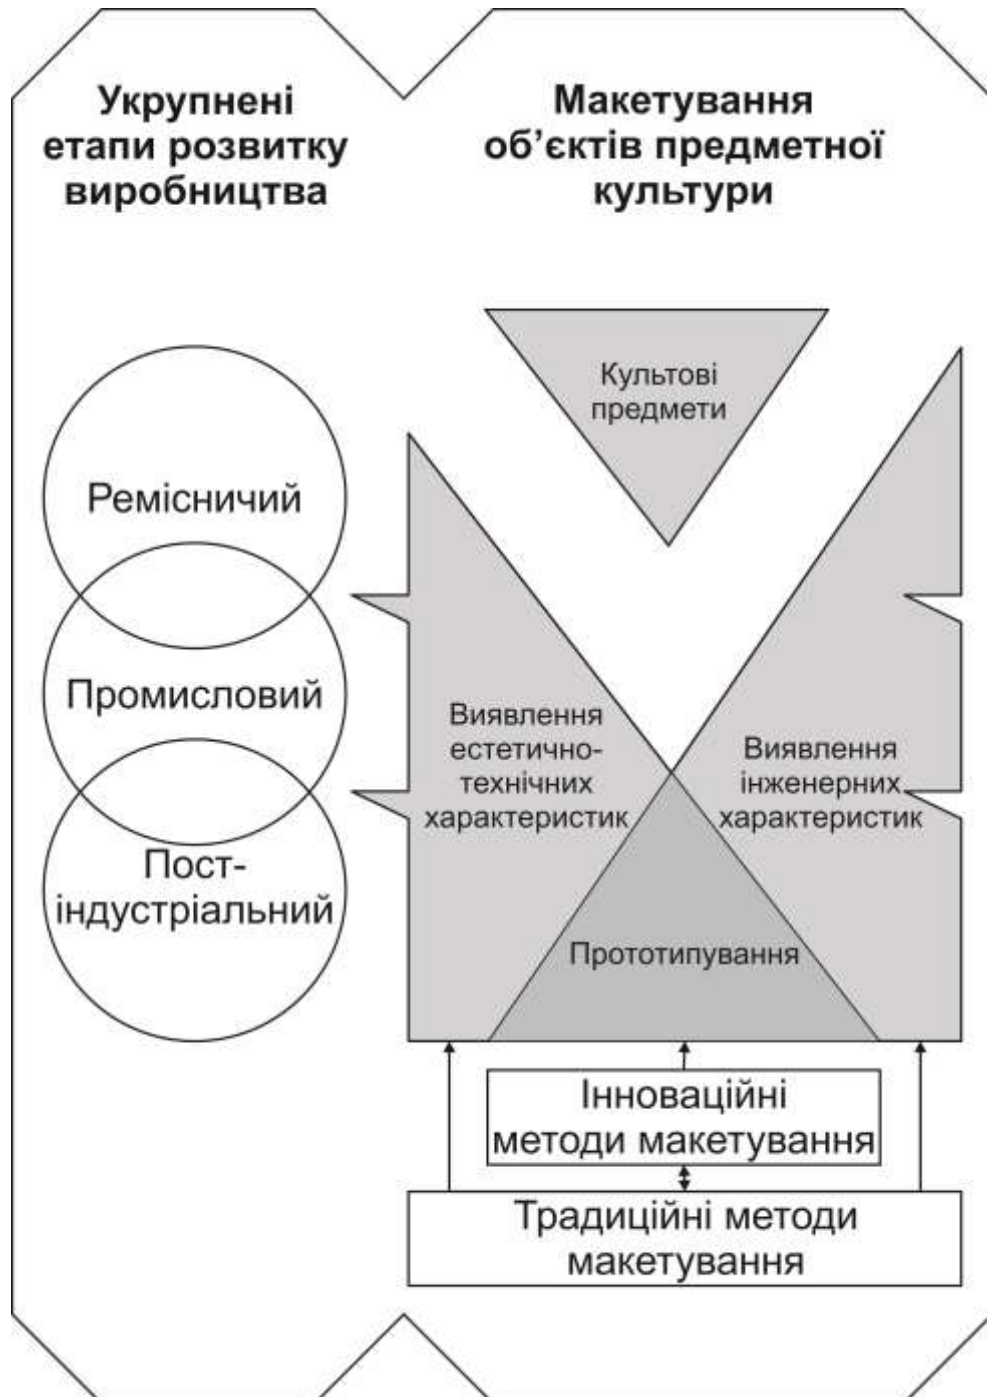 Укрупнені
етапи розвитку
виробництва
Макетування
об’єктів предметної
культури
Культові
предмети
Ремісничий
Промисловий
Пост-
індустріальний
Виявлення
естетично-
технічних
характеристик
Виявлення
інженерних
характеристик
Прототипування
Інноваційні
методи макетування
Традиційні методи
макетування